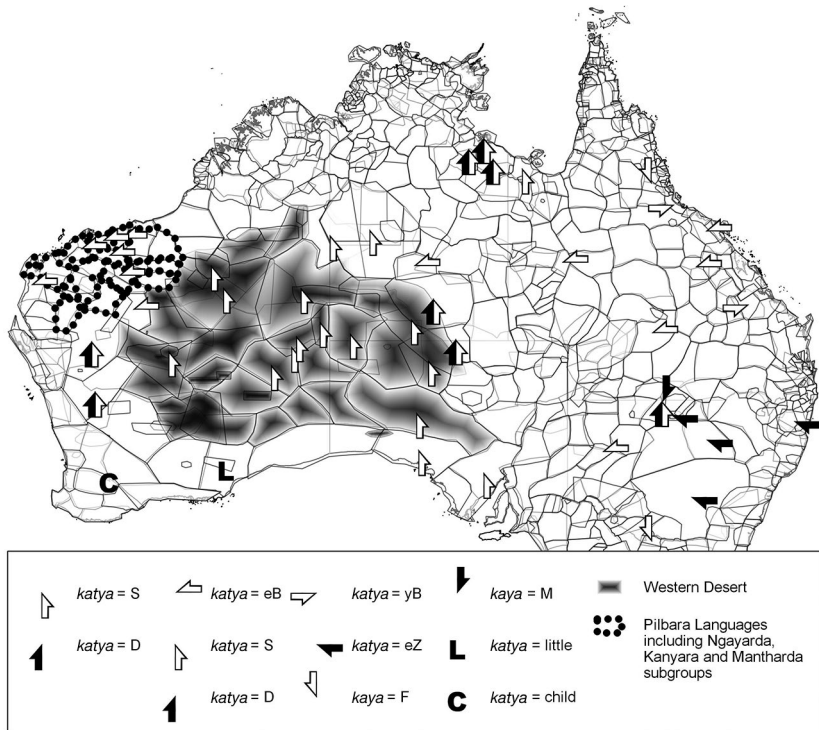 C
L
katya = S
katya = eB
katya = yB
kaya = M
Western Desert
katya = D
katya = S
katya = eZ
L
katya = little
Pilbara Languages
including Ngayarda,
Kanyara and Mantharda
subgroups
katya = D
kaya = F
C
katya = child